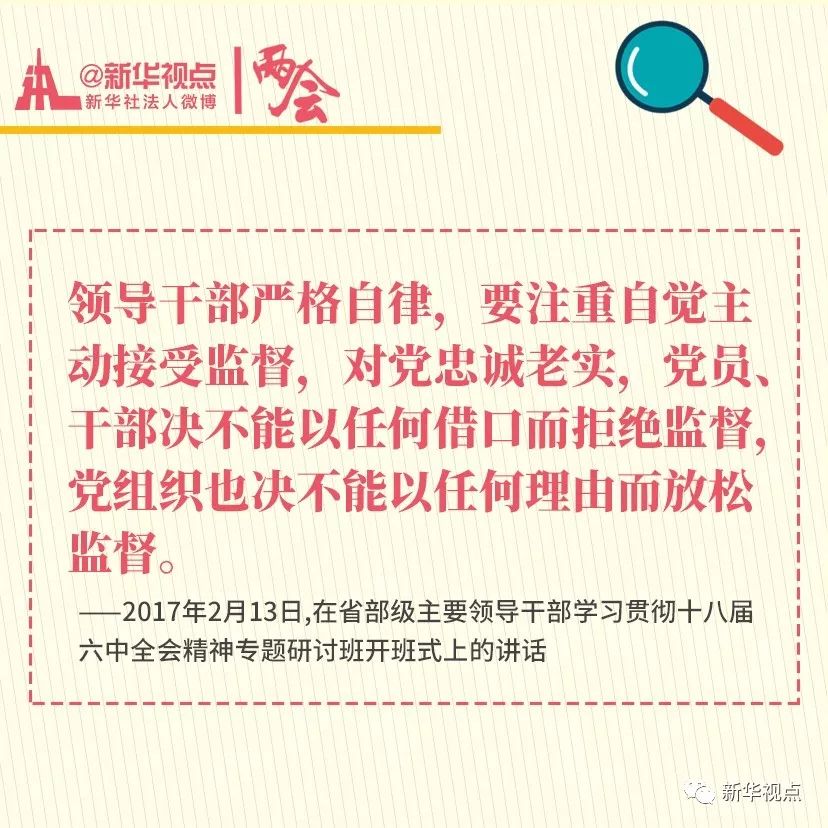 @新华视点
新华社法人微博
两会
领导干部严格自律，要注重自觉主
动接受监督，对党忠诚老实，党员、
干部决不能以任何借口而拒绝监督，
党组织也决不能以任何理由而放松
监督。
——2017年2月13日,在省部级主要领导干部学习贯彻十八届
六中全会精神专题研讨班开班式上的讲话
新华视点